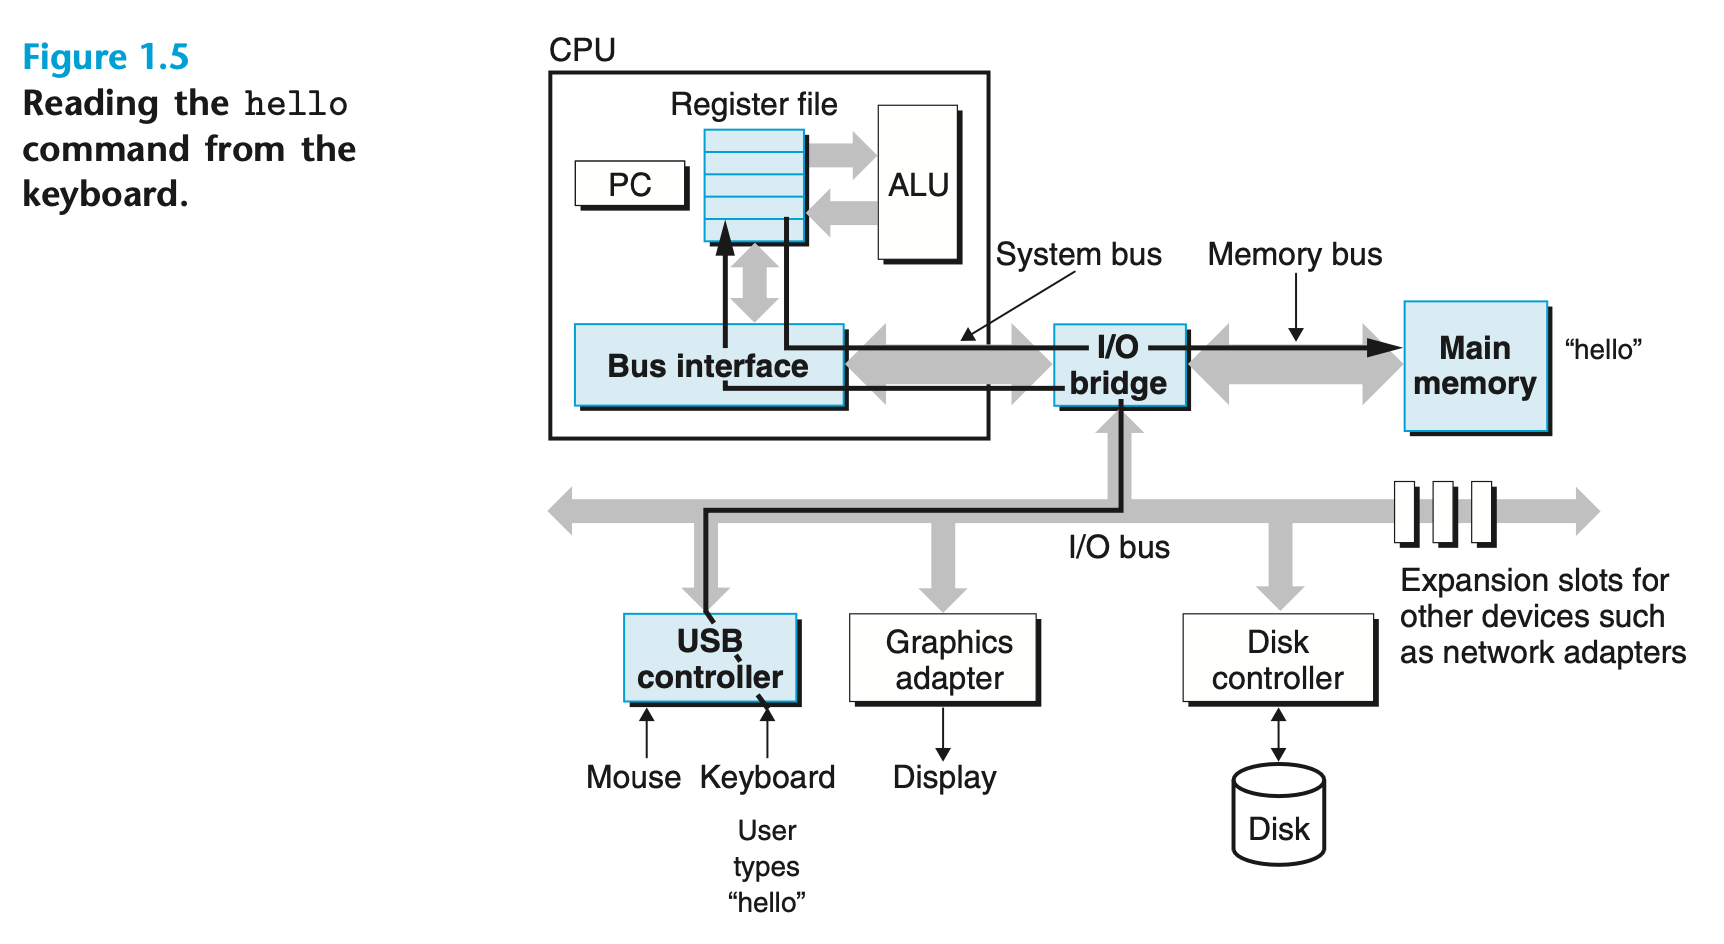 Figure 1.5
Reading the hello
command from the
keyboard.
CPU
Register file
PC
ALU
System bus
Memory bus
Bus interface
I/O
bridge
Main
memory
“hello”
I/O bus
Expansion slots for
other devices such
as network adapters
USB
controller
Graphics
adapter
Disk
controller
Mouse
Keyboard
Display
Disk
User
types
“hello”